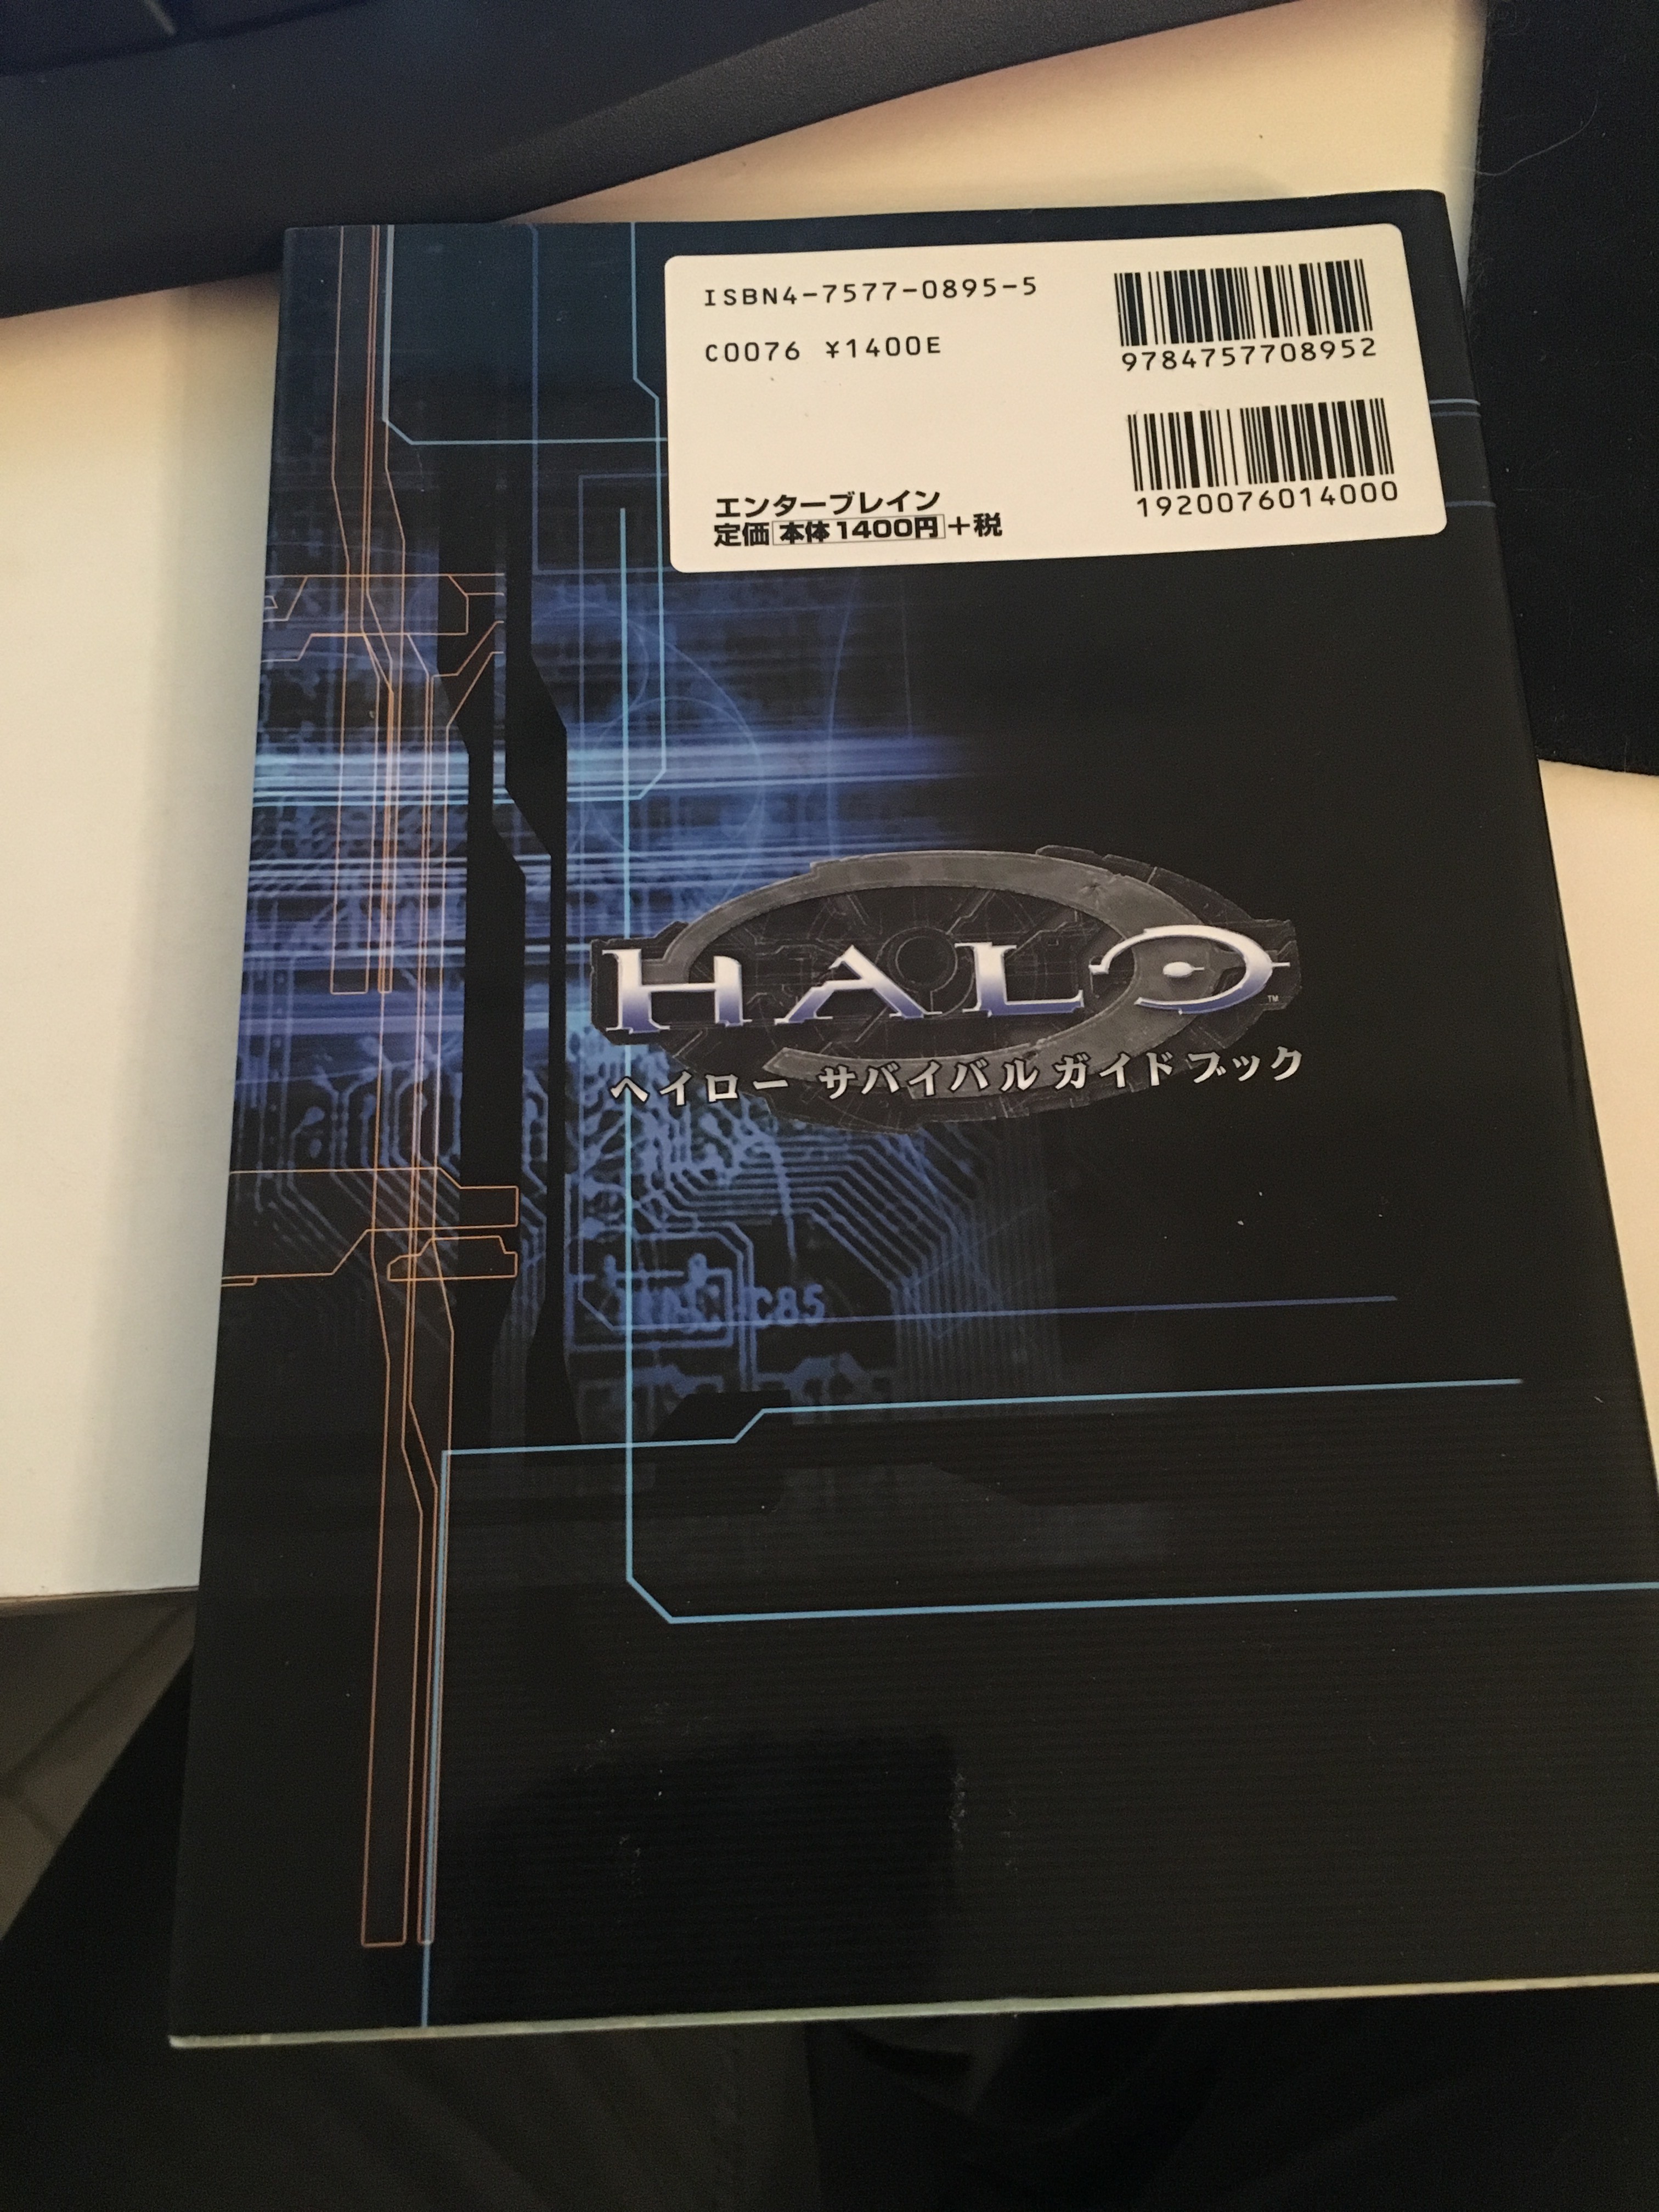 ISBN4-7577-0895-5
C0076 ¥1400E
9784757708952
1920076014000
エンターブレイン
定価 本体1400円 +税
HALO™
ヘイロー サバイバル ガイドブック
C85